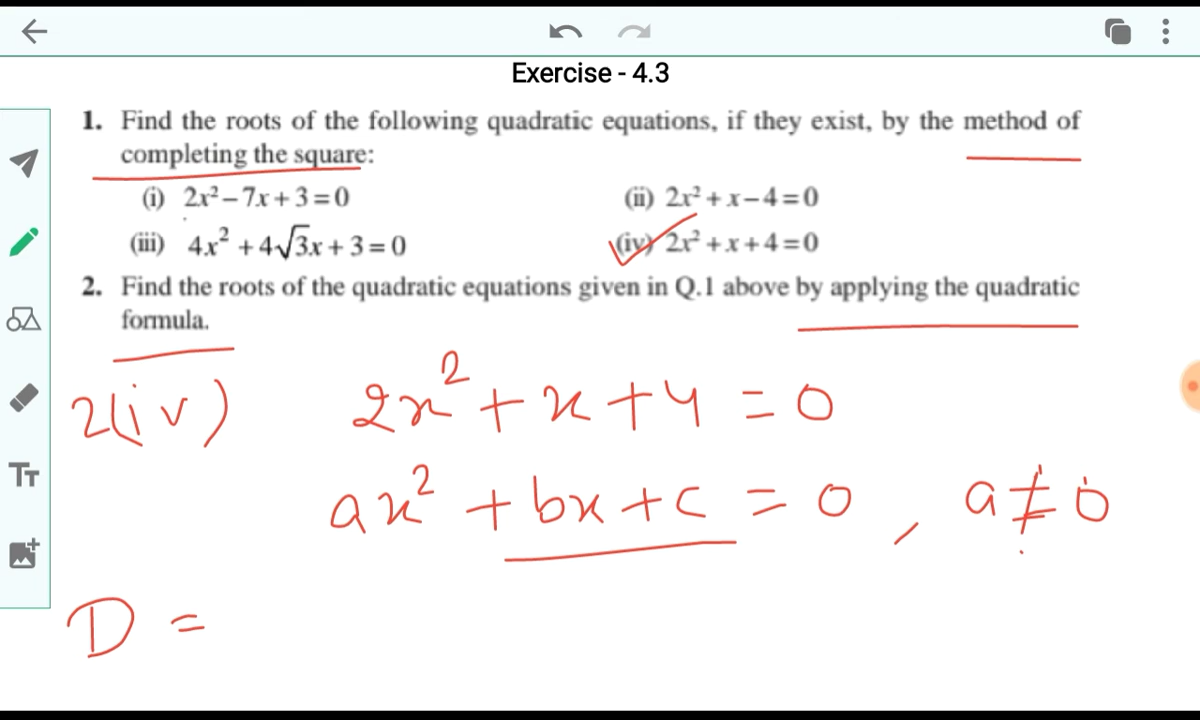 Exercise - 4.3
1. Find the roots of the following quadratic equations, if they exist, by the method of
completing the square:
(i) 2x² – 7x + 3 = 0 (ii) 2x² + x – 4 = 0
(iii) 4x² + 4√3x + 3 = 0 (iv) 2x² + x + 4 = 0
2. Find the roots of the quadratic equations given in Q.1 above by applying the quadratic
formula.
2(iv) 2x² + x + 4 = 0
ax² + bx + c = 0 , a ≠ 0
D =
TT